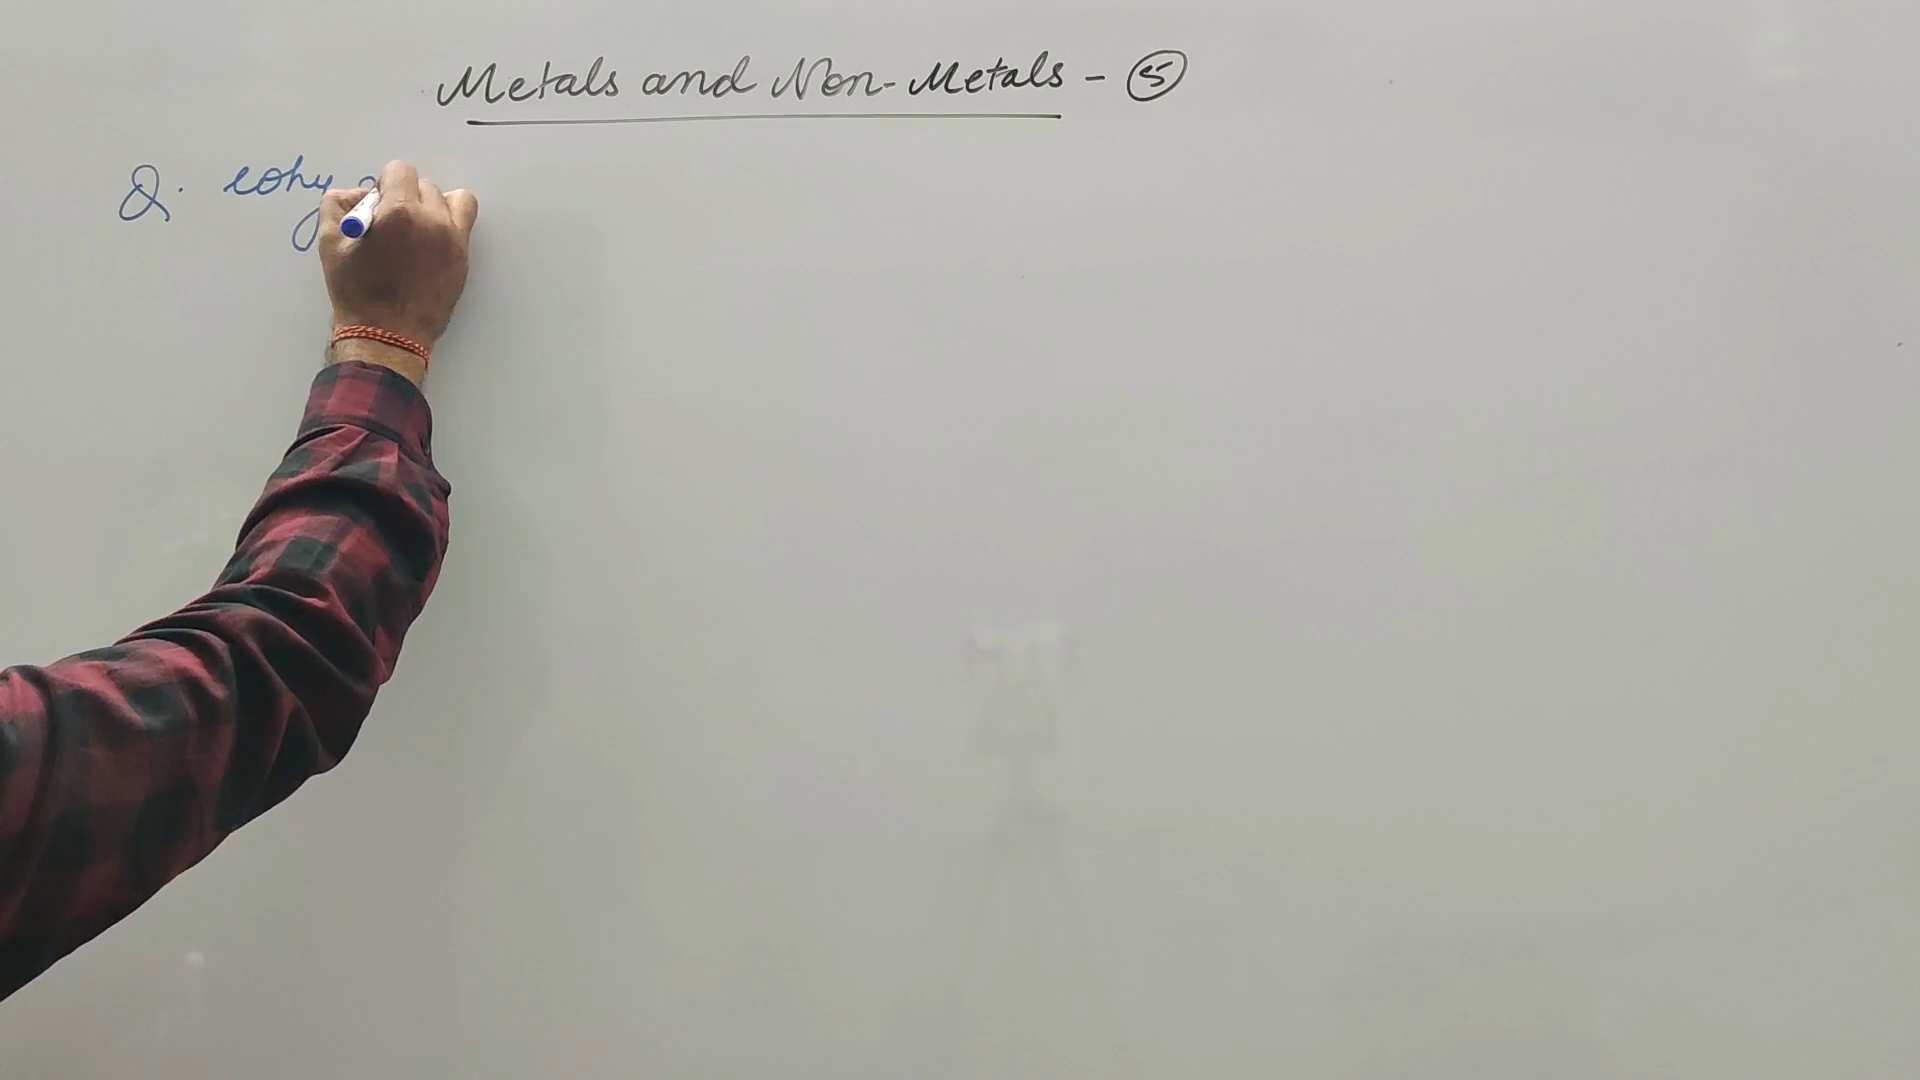 Metals and Non-Metals - ⑤
Q. why